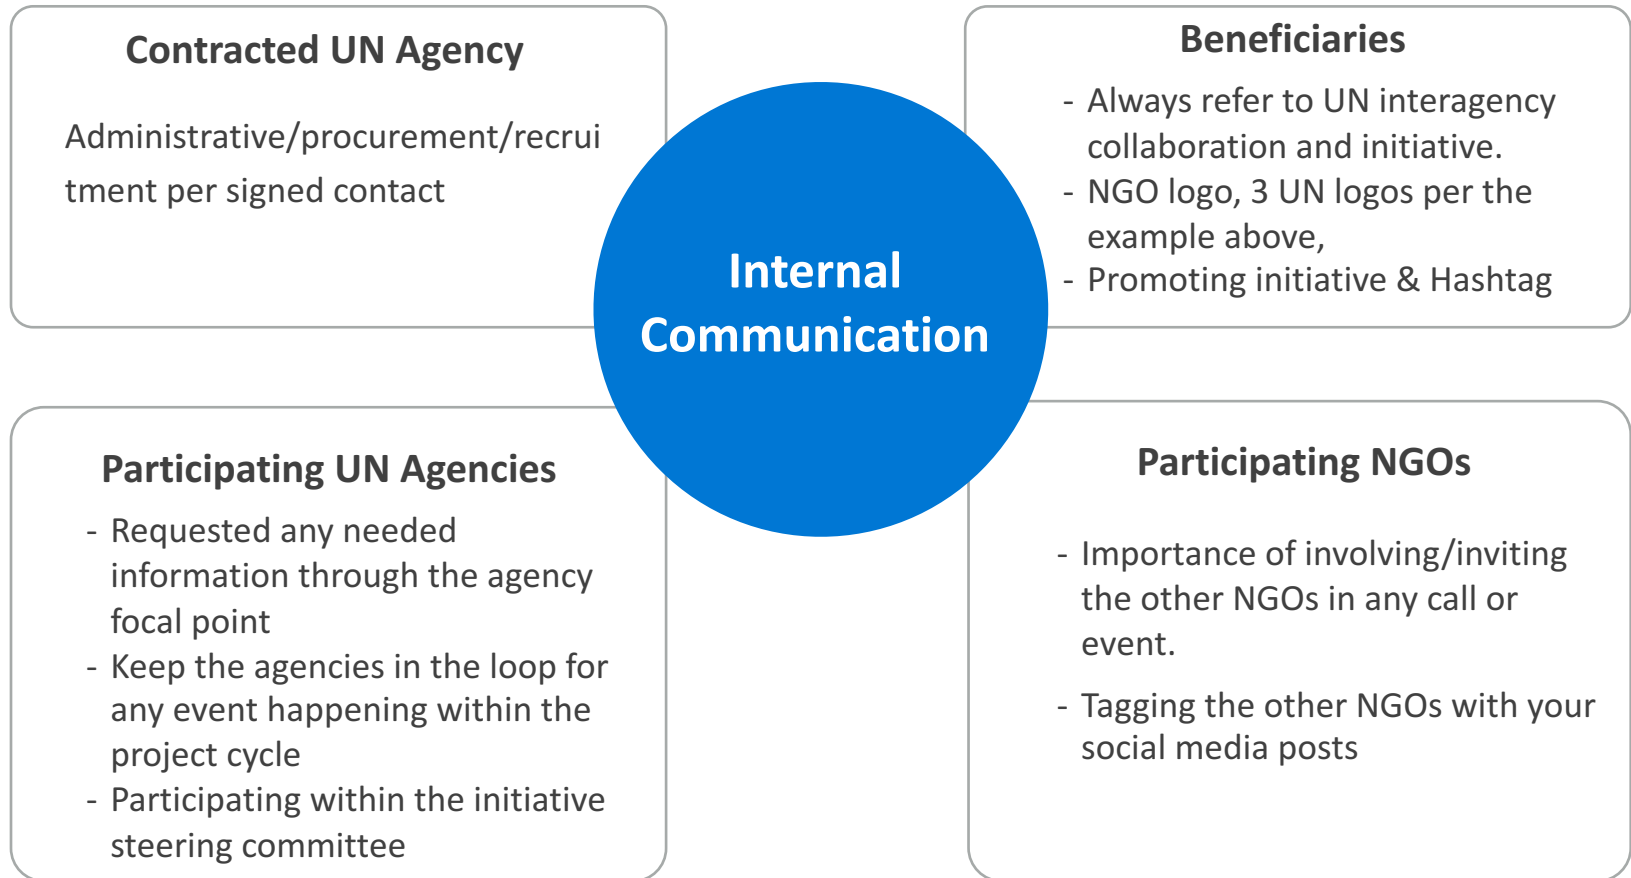 Contracted UN Agency
Administrative/procurement/recrui
tment per signed contact
Beneficiaries
- Always refer to UN interagency
collaboration and initiative.
- NGO logo, 3 UN logos per the
example above,
- Promoting initiative & Hashtag
Internal
Communication
Participating UN Agencies
- Requested any needed
information through the agency
focal point
- Keep the agencies in the loop for
any event happening within the
project cycle
- Participating within the initiative
steering committee
Participating NGOs
- Importance of involving/inviting
the other NGOs in any call or
event.
- Tagging the other NGOs with your
social media posts